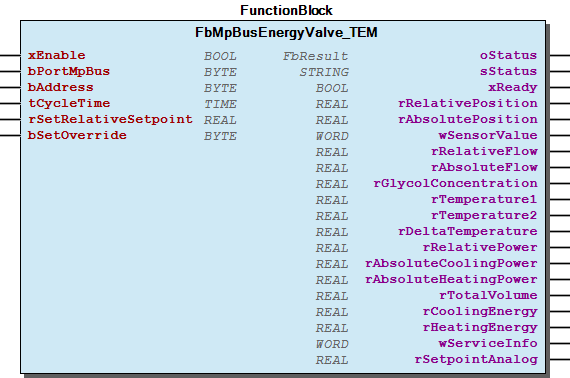 FunctionBlock
FbMpBusEnergyValve_TEM
xEnable BOOL FbResult oStatus
bPortMpBus BYTE STRING sStatus
bAddress BYTE BOOL xReady
tCycleTime TIME REAL rRelativePosition
rSetRelativeSetpoint REAL REAL rAbsolutePosition
bSetOverride BYTE WORD wSensorValue
REAL rRelativeFlow
REAL rAbsoluteFlow
REAL rGlycolConcentration
REAL rTemperature1
REAL rTemperature2
REAL rDeltaTemperature
REAL rRelativePower
REAL rAbsoluteCoolingPower
REAL rAbsoluteHeatingPower
REAL rTotalVolume
REAL rCoolingEnergy
REAL rHeatingEnergy
WORD wServiceInfo
REAL rSetpointAnalog